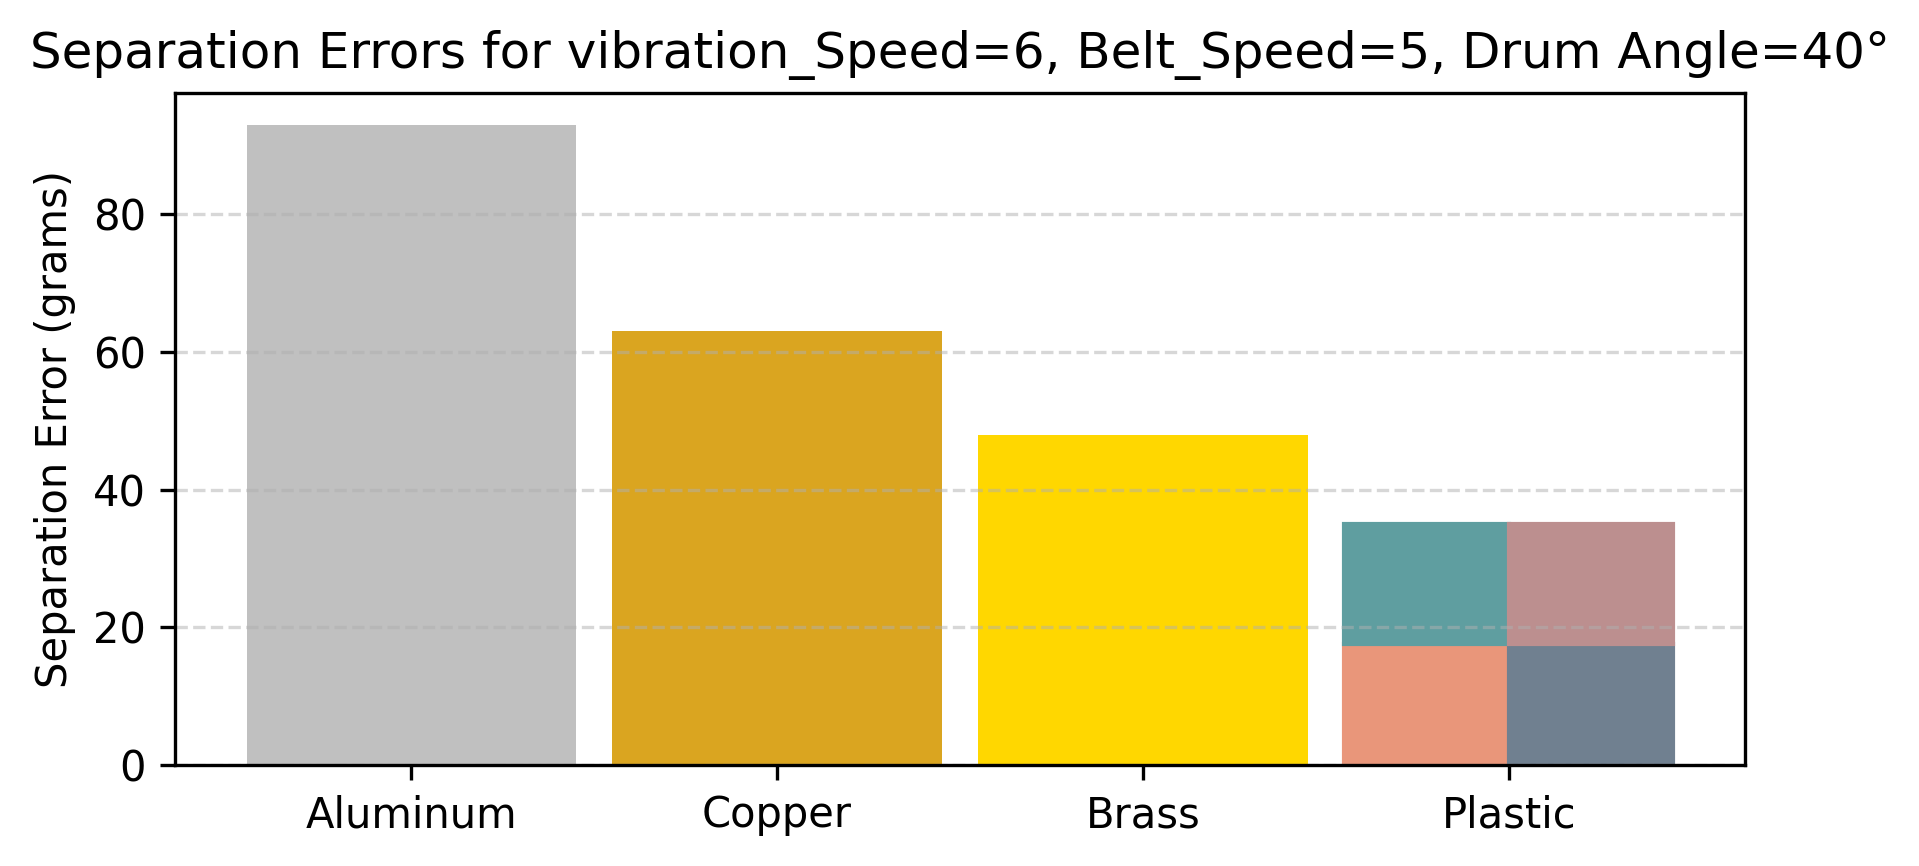 Separation Errors for vibration_Speed=6, Belt_Speed=5, Drum Angle=40°
Separation Error (grams)
80
60
40
20
0
Aluminum
Copper
Brass
Plastic